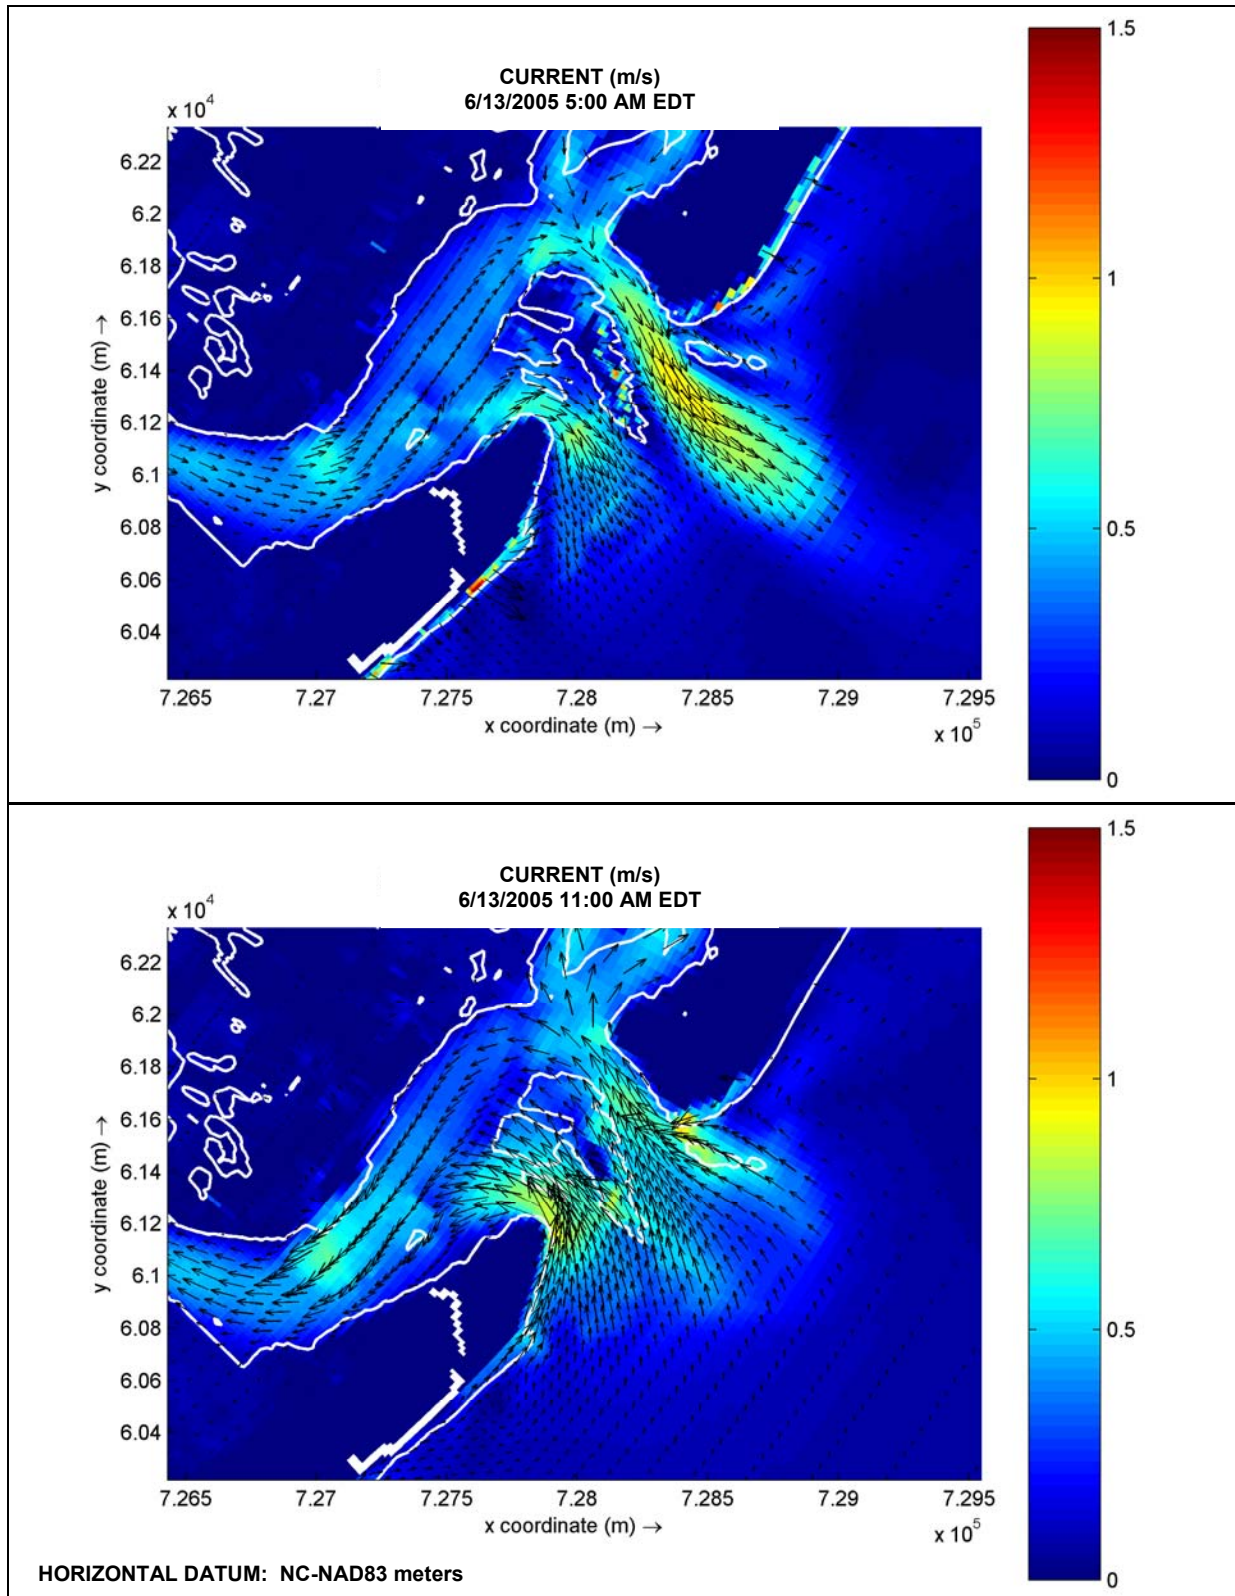 CURRENT (m/s)
6/13/2005 5:00 AM EDT
x 10^4
6.22
6.2
6.18
6.16
6.14
6.12
6.1
6.08
6.06
6.04
y coordinate (m) →
7.265 7.27 7.275 7.28 7.285 7.29 7.295
x coordinate (m) →
x 10^5
1.5
1
0.5
0
CURRENT (m/s)
6/13/2005 11:00 AM EDT
x 10^4
6.22
6.2
6.18
6.16
6.14
6.12
6.1
6.08
6.06
6.04
y coordinate (m) →
7.265 7.27 7.275 7.28 7.285 7.29 7.295
x coordinate (m) →
x 10^5
1.5
1
0.5
0
HORIZONTAL DATUM: NC-NAD83 meters